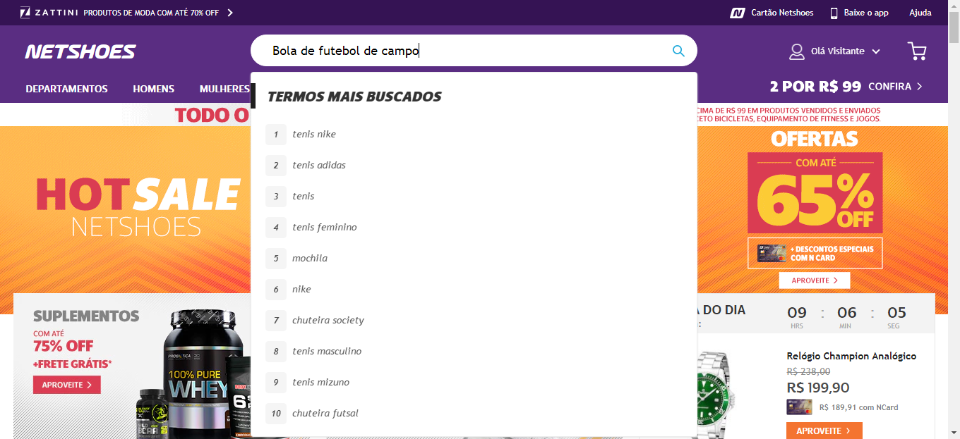 ZATTINI PRODUTOS DE MODA COM ATÉ 70% OFF
Cartão Netshoes
Baixe o app
Ajuda
NETSHOES
Bola de futebol de campo
Olá Visitante
DEPARTAMENTOS HOMENS MULHERES
2 POR R$ 99 CONFIRA
TODO O
CIMA DE R$ 99 EM PRODUTOS VENDIDOS E ENVIADOS
CETO BICICLETAS, EQUIPAMENTO DE FITNESS E JOGOS.
TERMOS MAIS BUSCADOS
1 tenis nike
2 tenis adidas
3 tenis
4 tenis feminino
5 mochila
6 nike
7 chuteira society
8 tenis masculino
9 tenis mizuno
10 chuteira futsal
HOT SALE
NETSHOES
OFERTAS
COM ATÉ
65% OFF
+ DESCONTOS ESPECIAIS
COM N CARD
APROVEITE
SUPLEMENTOS
COM ATÉ
75% OFF
+FRETE GRÁTIS*
APROVEITE
100% PURE
WHEY
A DO DIA
:
09 : 06 : 05
HRS MIN SEG
Relógio Champion Analógico
R$ 238,00
R$ 199,90
R$ 189,91 com NCard
APROVEITE